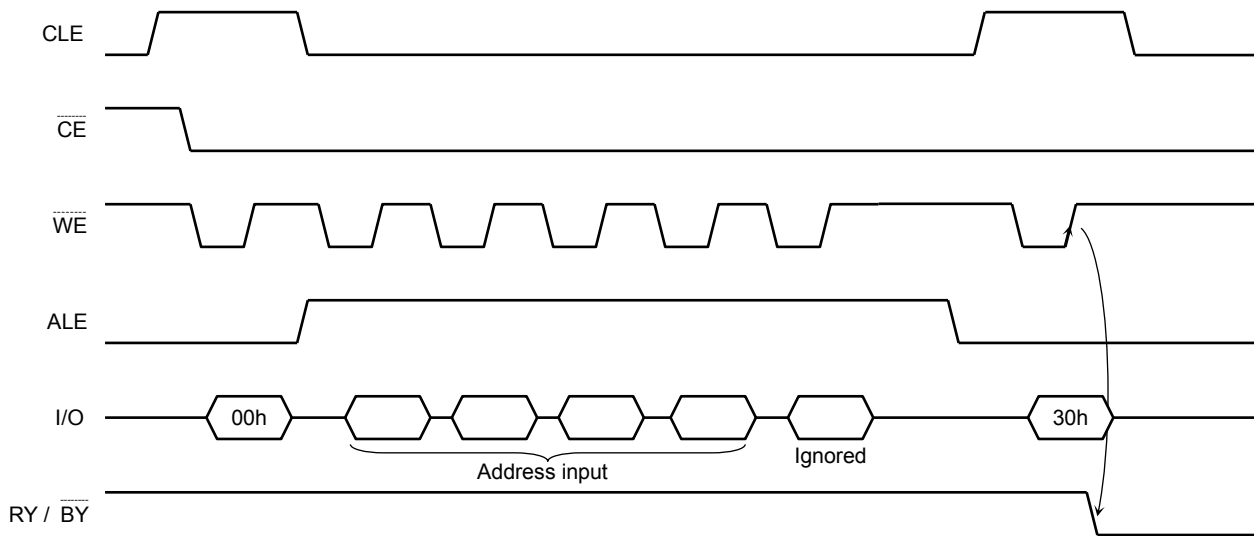 CLE
CE
WE
ALE
I/O 00h 30h
Address input Ignored
RY / BY